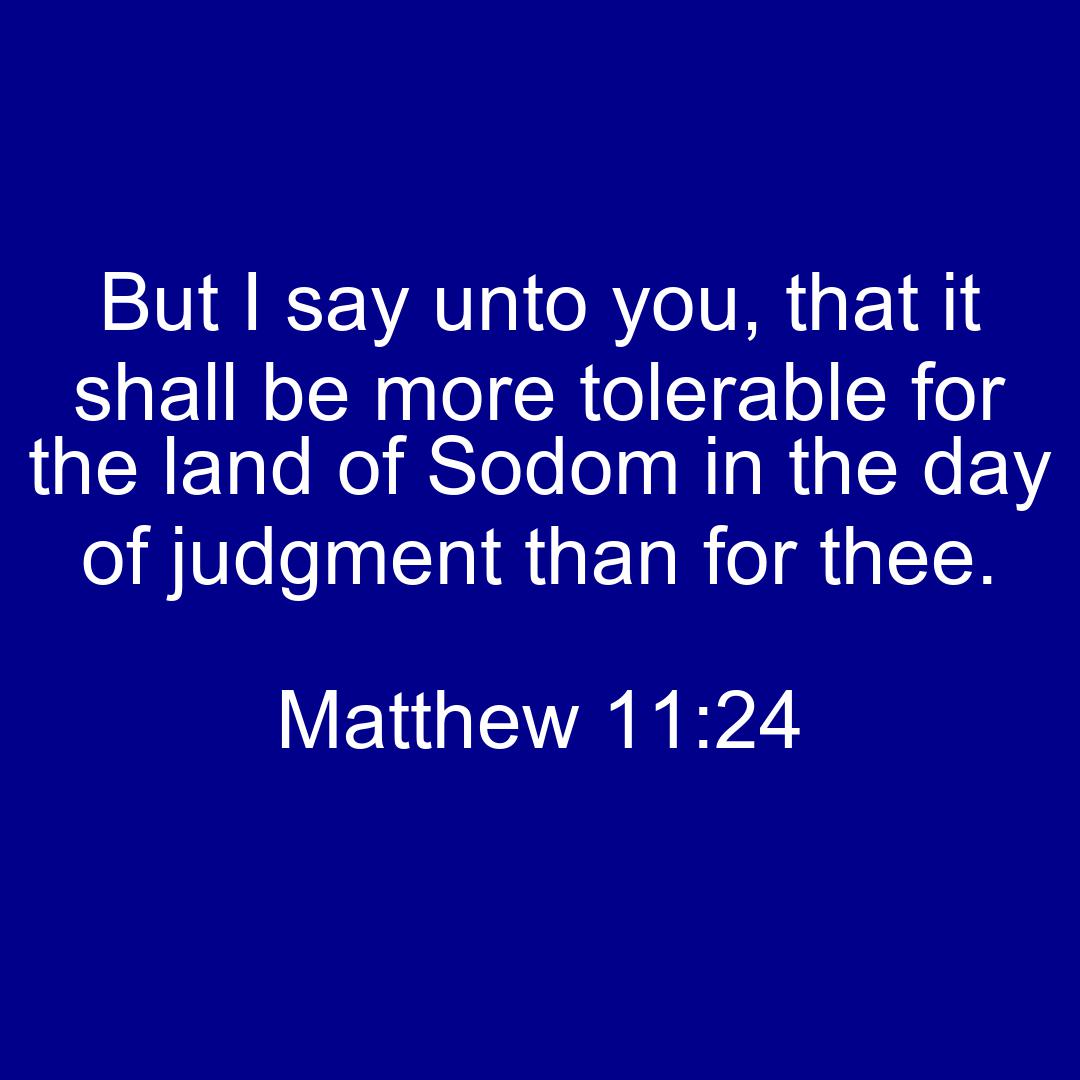 But I say unto you, that it
shall be more tolerable for
the land of Sodom in the day
of judgment than for thee.
Matthew 11:24